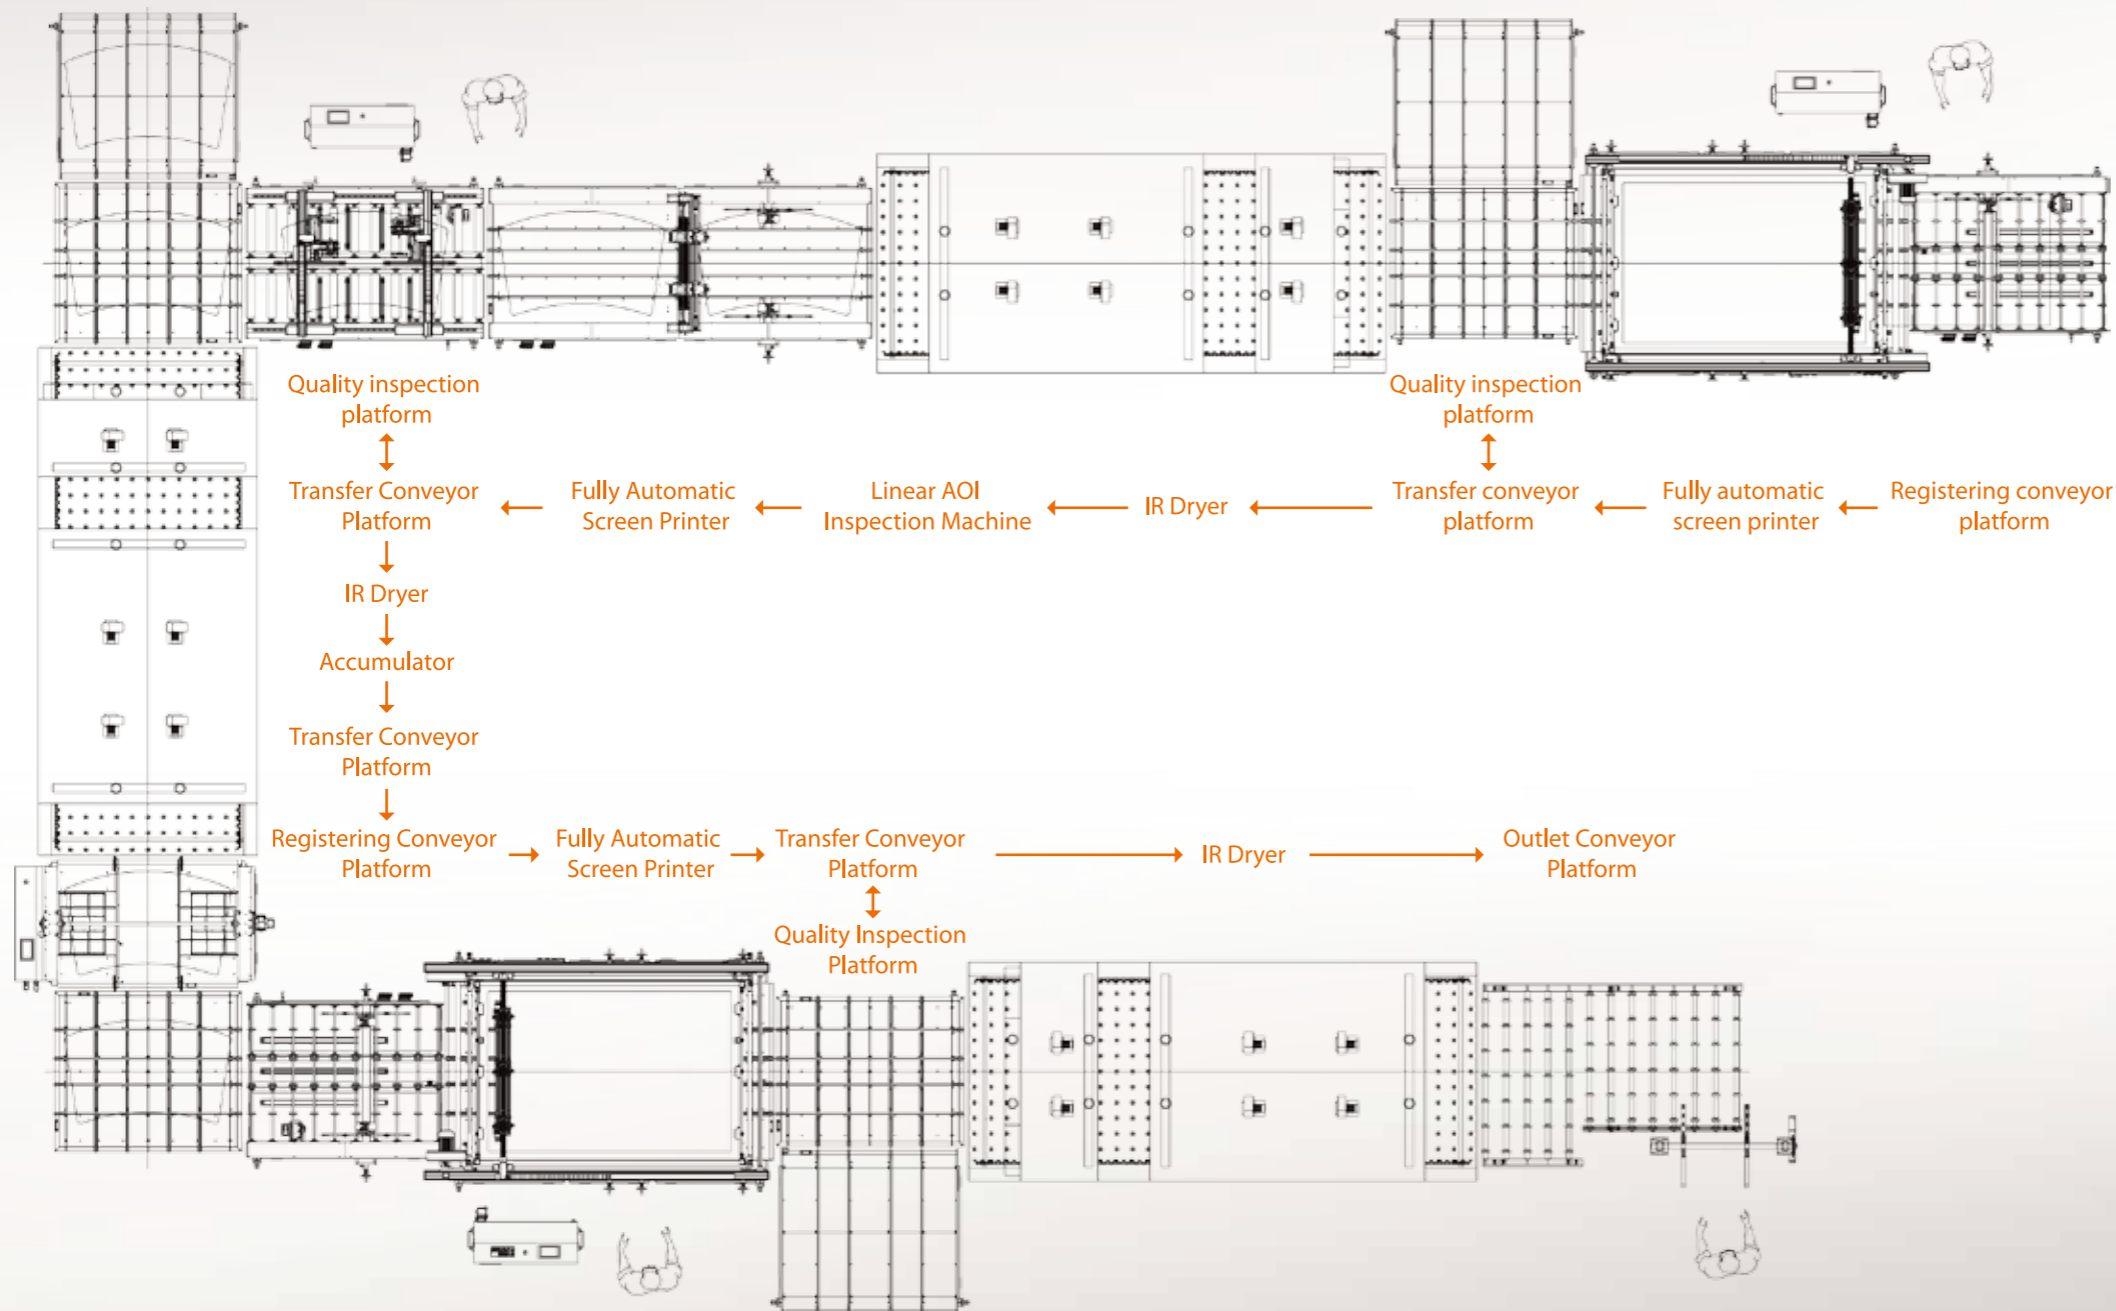 Quality inspection
platform
Quality inspection
platform
Transfer Conveyor
Platform
Fully Automatic
Screen Printer
Linear AOI
Inspection Machine
IR Dryer
Transfer conveyor
platform
Fully automatic
screen printer
Registering conveyor
platform
IR Dryer
Accumulator
Transfer Conveyor
Platform
Registering Conveyor
Platform
Fully Automatic
Screen Printer
Transfer Conveyor
Platform
IR Dryer
Outlet Conveyor
Platform
Quality Inspection
Platform